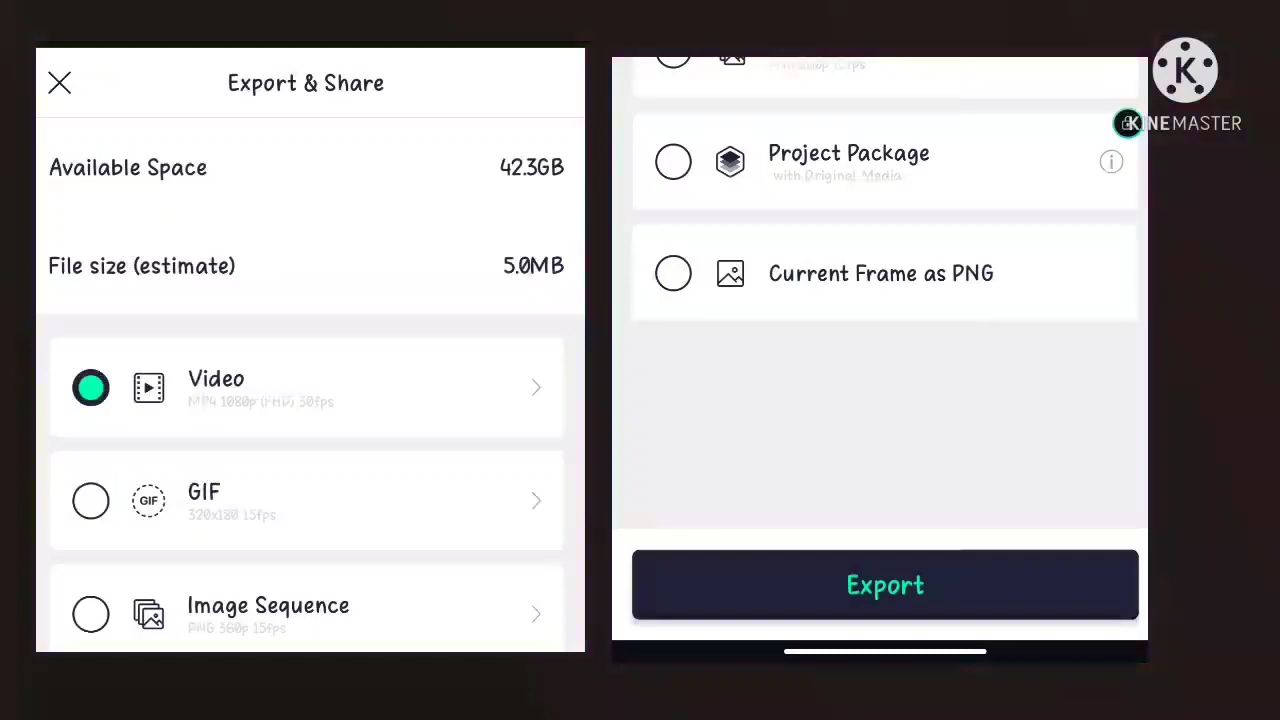 Export & Share
Available Space
42.3GB
File size (estimate)
5.0MB
Video
MP4 1080p (FHD) 30fps
GIF
GIF
320x180 15fps
Image Sequence
PNG 360p 15fps
Project Package
with Original Media
Current Frame as PNG
Export
K
KINEMASTER